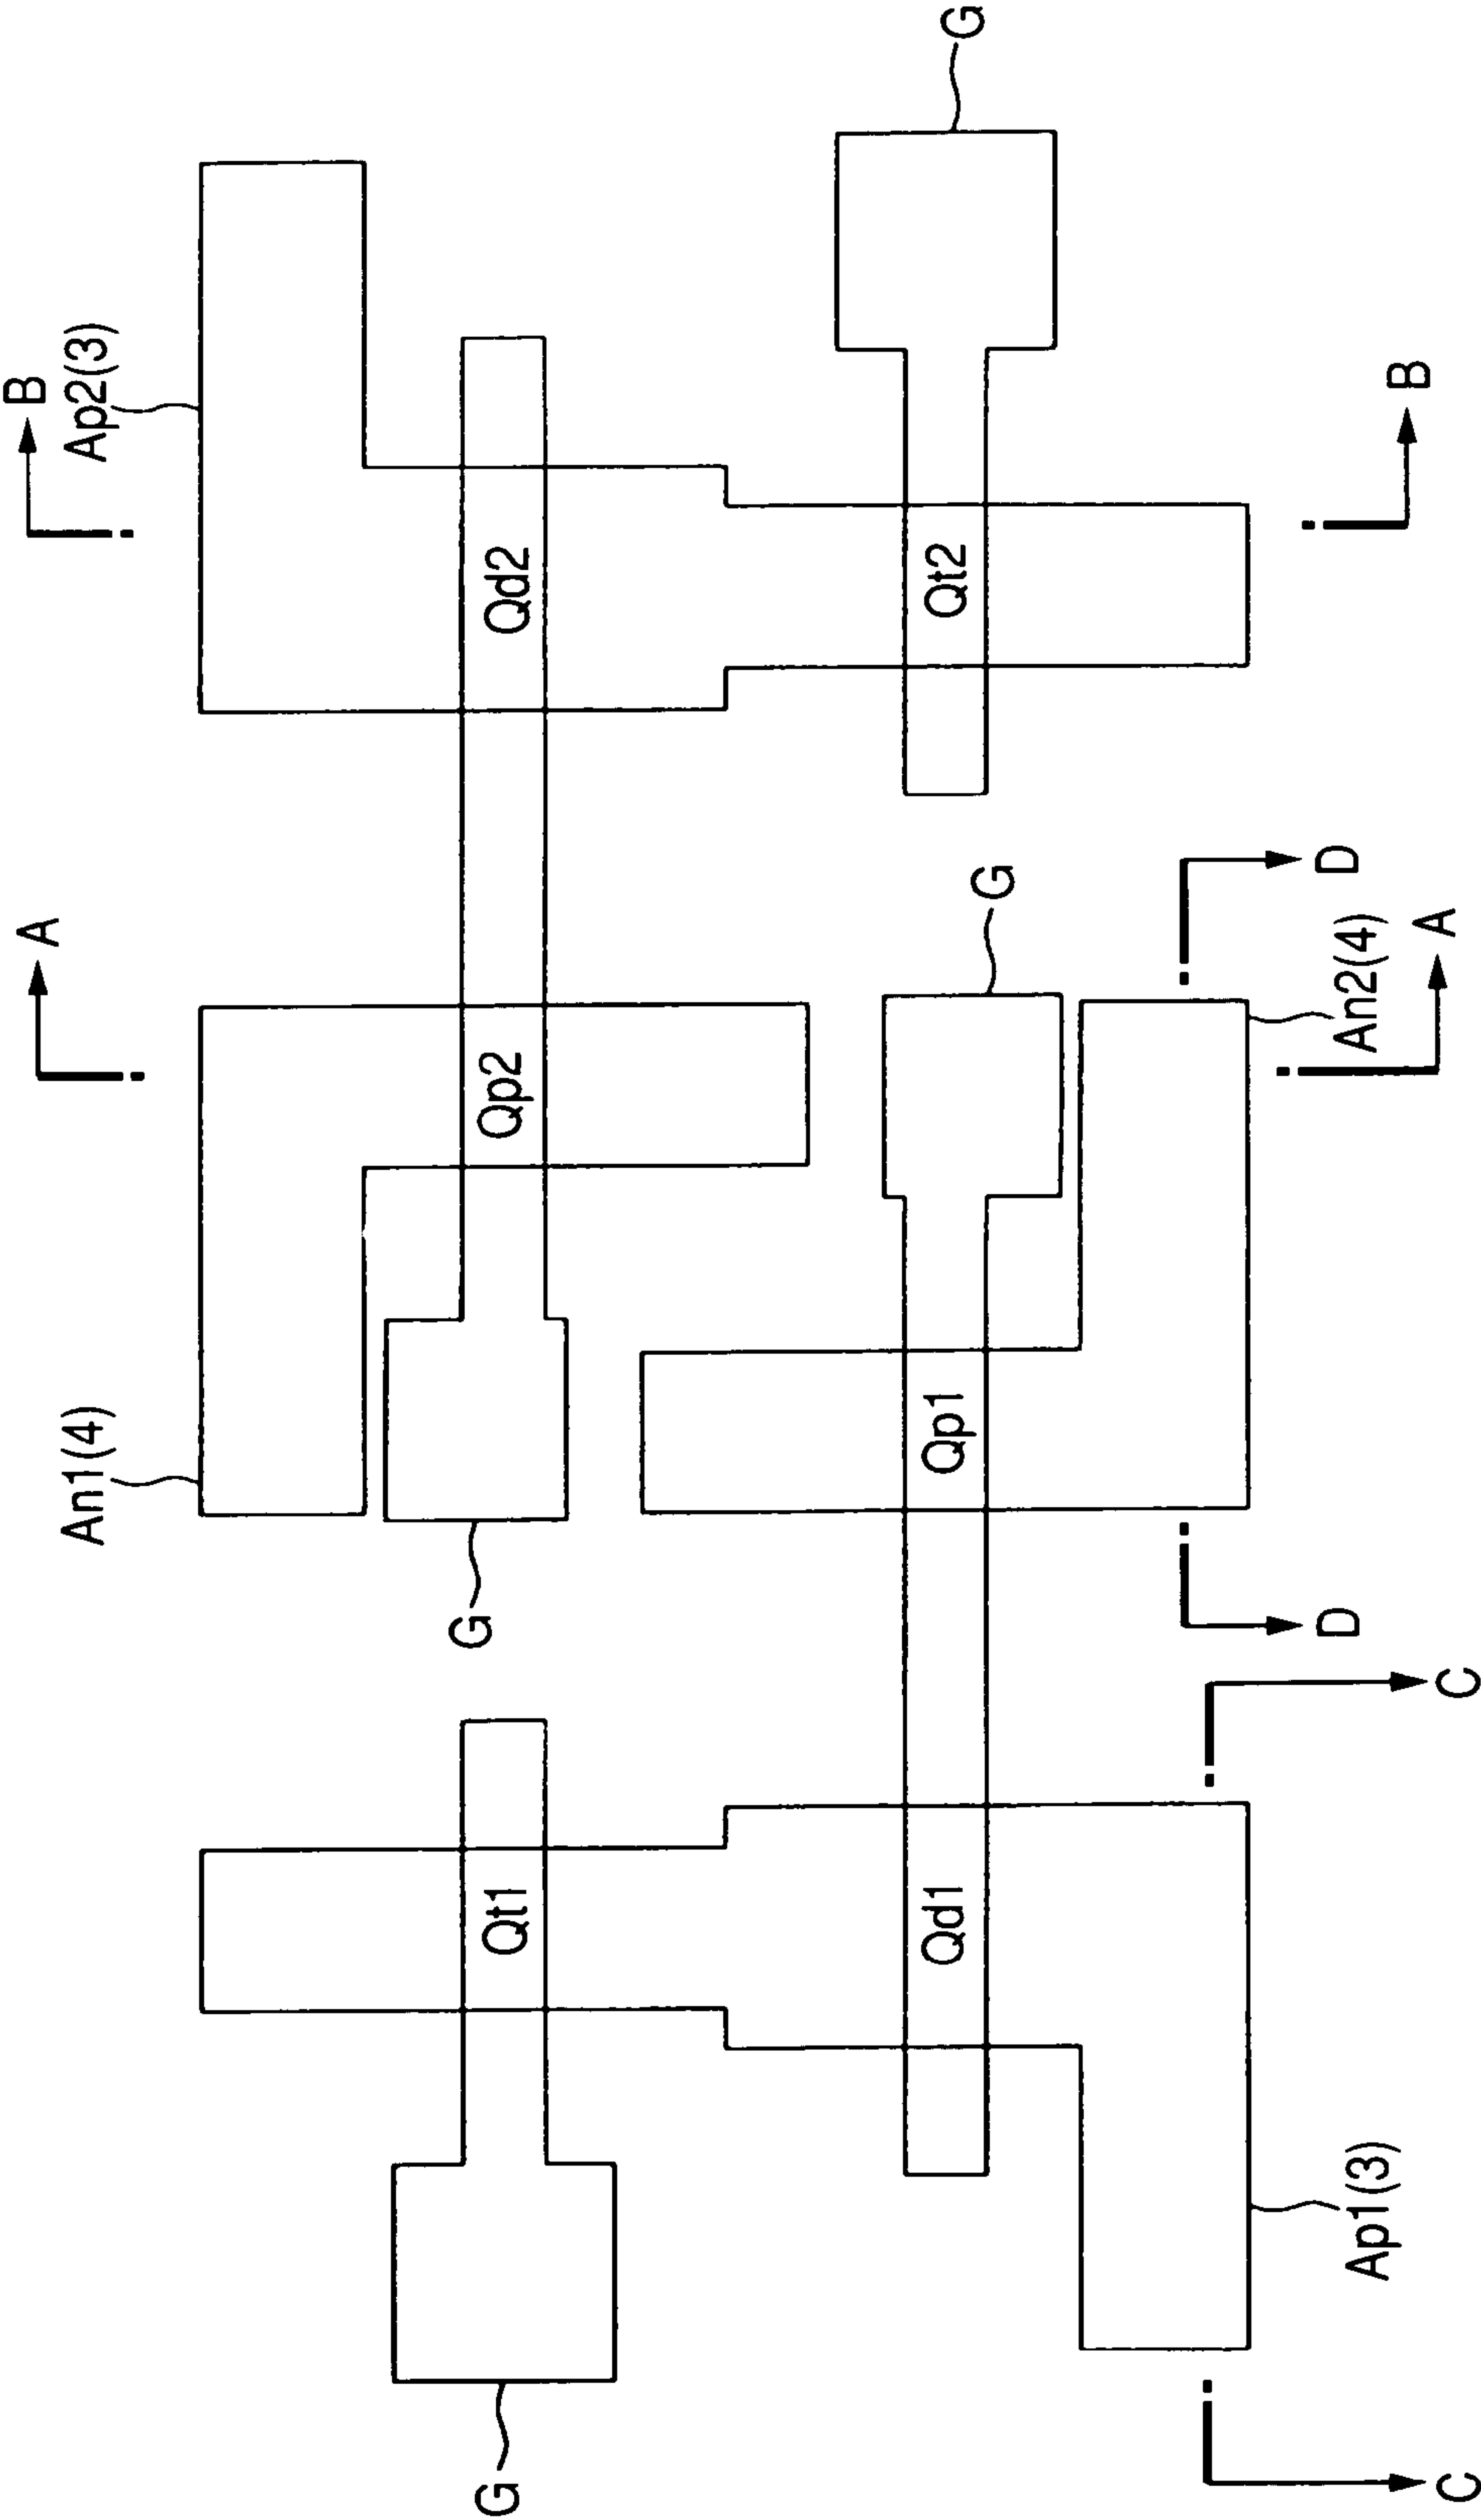 A
B
An1(4)
Ap2(3)
G
Qt1
G
Qp2
Qd2
Qd1
Qp1
G
Qt2
G
Ap1(3)
D
An2(4)
D
B
C
C
A